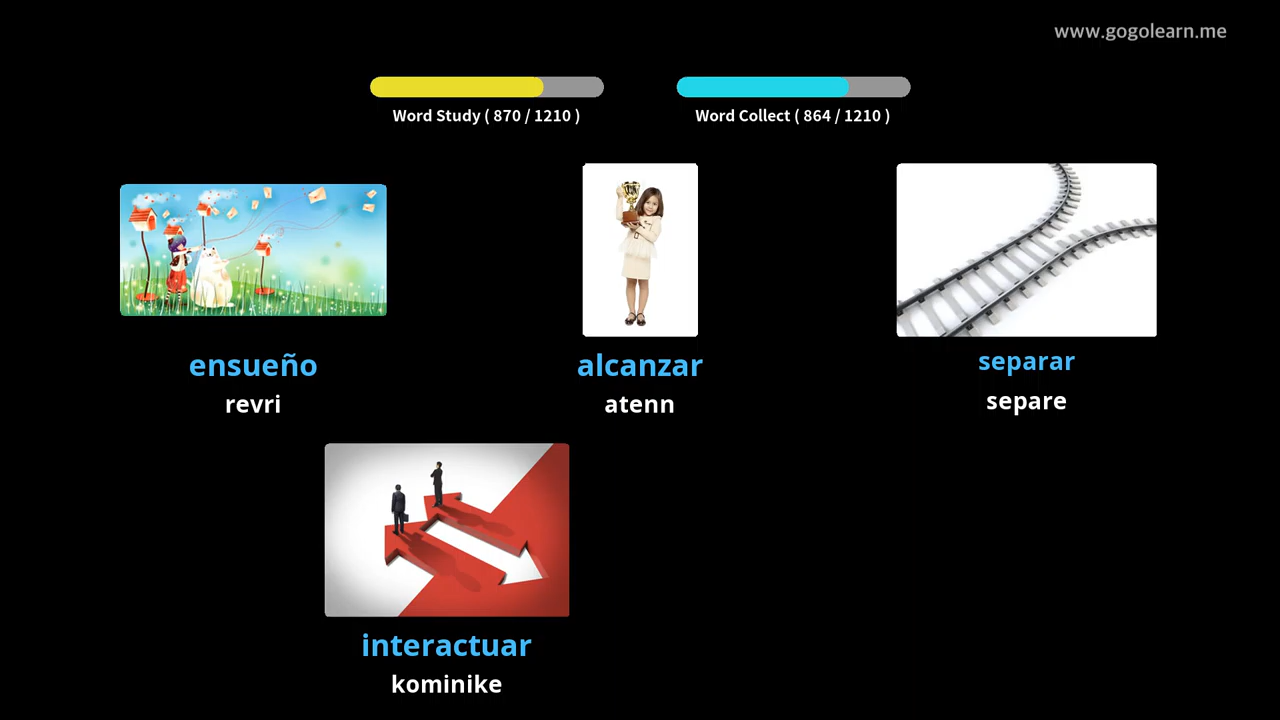 www.gogolearn.me
Word Study ( 870 / 1210 )
Word Collect ( 864 / 1210 )
ensueño
revri
alcanzar
atenn
separar
separe
interactuar
kominike